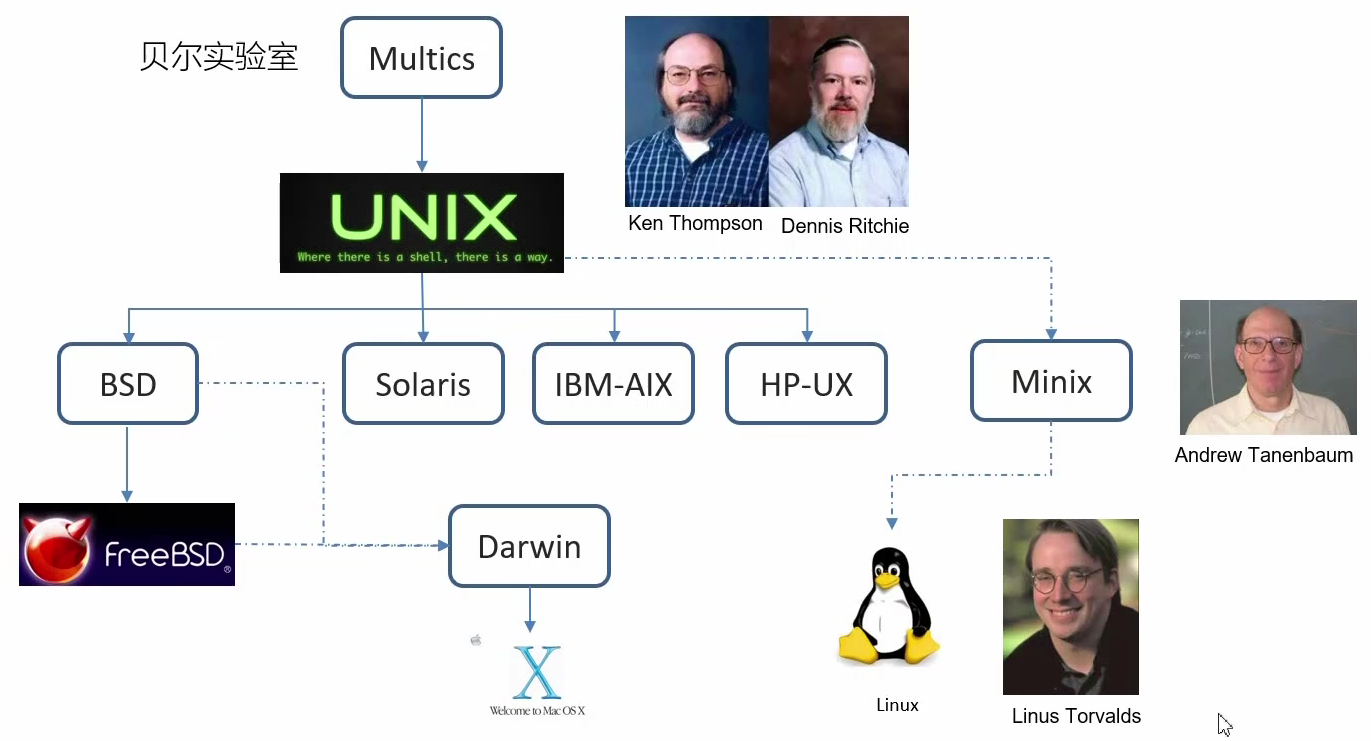 贝尔实验室
Multics
UNIX
Where there is a shell, there is a way.
Ken Thompson
Dennis Ritchie
BSD
Solaris
IBM-AIX
HP-UX
Minix
Andrew Tanenbaum
FreeBSD®
Darwin
X
Welcome to Mac OS X
Linux
Linus Torvalds